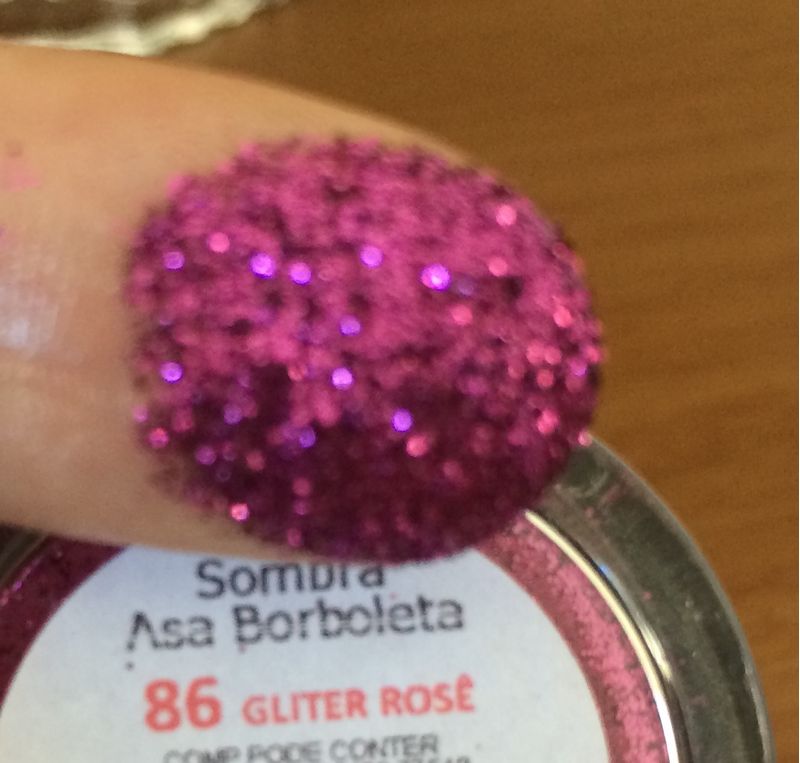 Sombra
Asa Borboleta
86 GLITER ROSÊ
COMP PODE CONTER